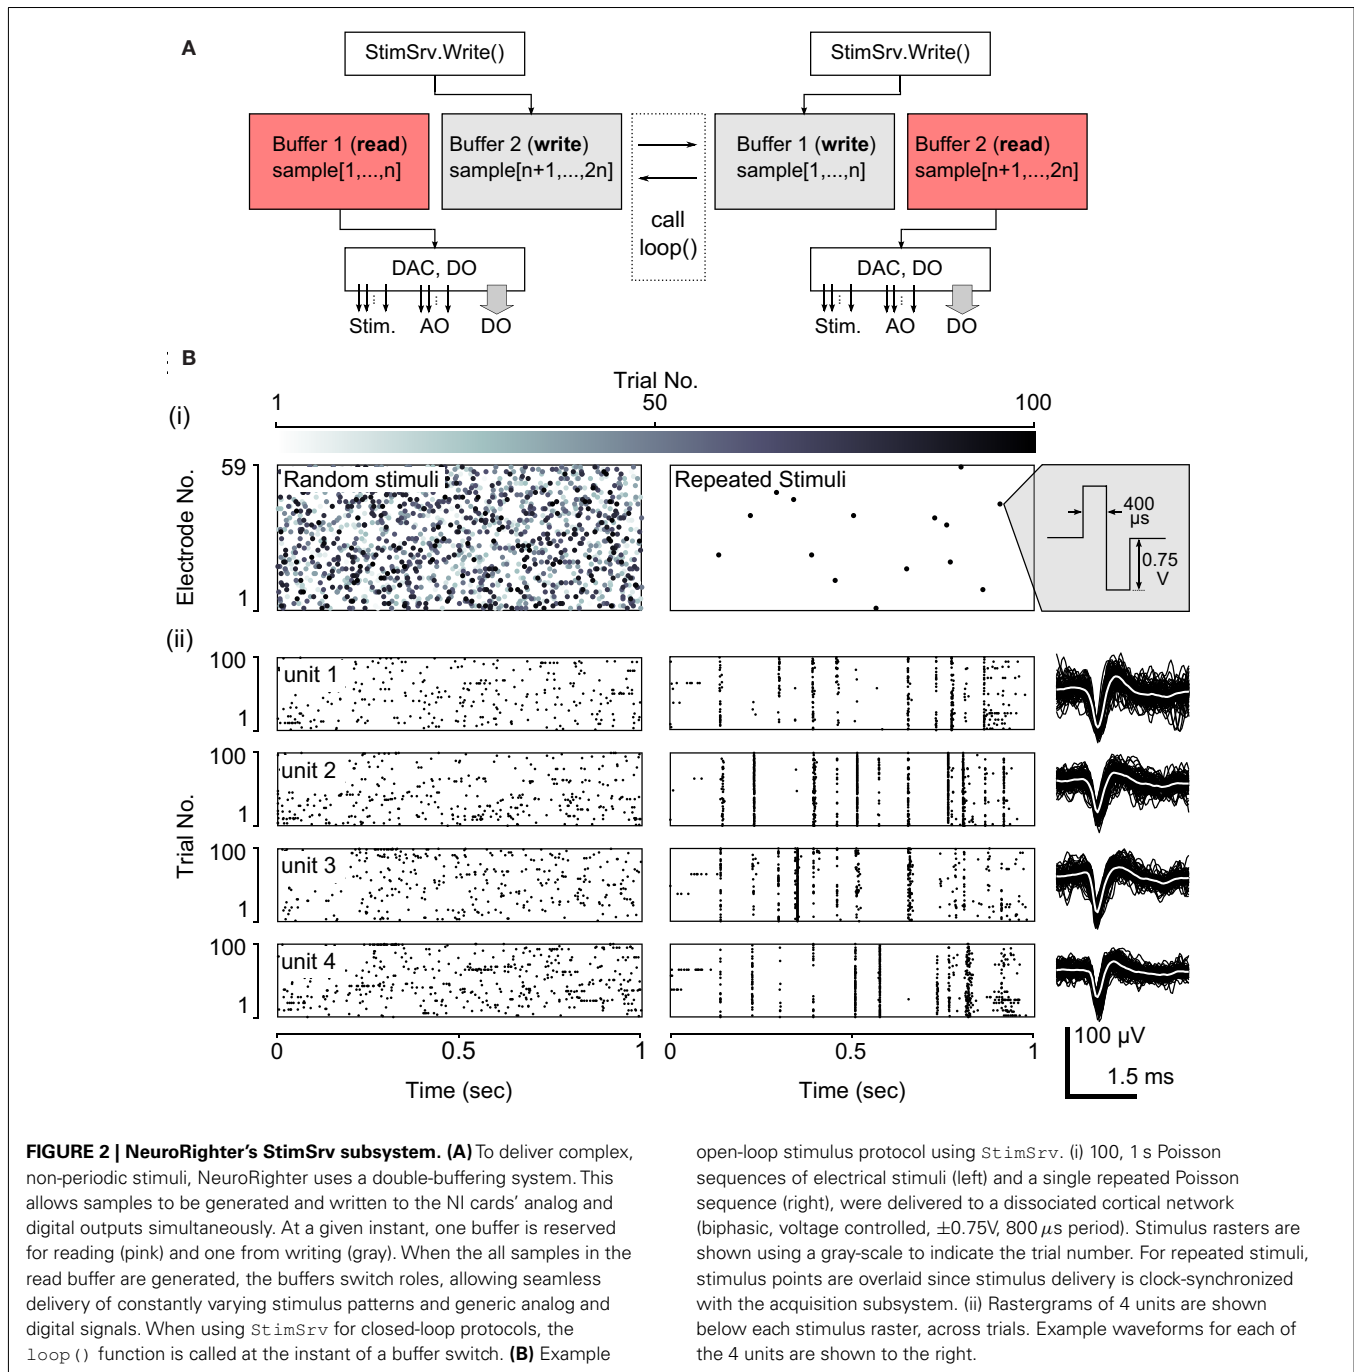 A
StimSrv.Write()
StimSrv.Write()
Buffer 1 (read)
sample[1,...,n]
Buffer 2 (write)
sample[n+1,...,2n]
call
loop()
Buffer 1 (write)
sample[1,...,n]
Buffer 2 (read)
sample[n+1,...,2n]
DAC, DO
DAC, DO
Stim. AO DO
Stim. AO DO
B
Trial No.
1 50 100
(i)
Electrode No.
59
1
Random stimuli
Repeated Stimuli
400
µs
0.75
V
(ii)
Trial No.
100
1
unit 1
100
1
unit 2
100
1
unit 3
100
1
unit 4
0 0.5 1
0 0.5 1
Time (sec)
Time (sec)
100 µV
1.5 ms
FIGURE 2 | NeuroRighter's StimSrv subsystem. (A) To deliver complex,
non-periodic stimuli, NeuroRighter uses a double-buffering system. This
allows samples to be generated and written to the NI cards' analog and
digital outputs simultaneously. At a given instant, one buffer is reserved
for reading (pink) and one from writing (gray). When the all samples in the
read buffer are generated, the buffers switch roles, allowing seamless
delivery of constantly varying stimulus patterns and generic analog and
digital signals. When using StimSrv for closed-loop protocols, the
loop() function is called at the instant of a buffer switch. (B) Example
open-loop stimulus protocol using StimSrv. (i) 100, 1 s Poisson
sequences of electrical stimuli (left) and a single repeated Poisson
sequence (right), were delivered to a dissociated cortical network
(biphasic, voltage controlled, ±0.75V, 800 µs period). Stimulus rasters are
shown using a gray-scale to indicate the trial number. For repeated stimuli,
stimulus points are overlaid since stimulus delivery is clock-synchronized
with the acquisition subsystem. (ii) Rastergrams of 4 units are shown
below each stimulus raster, across trials. Example waveforms for each of
the 4 units are shown to the right.